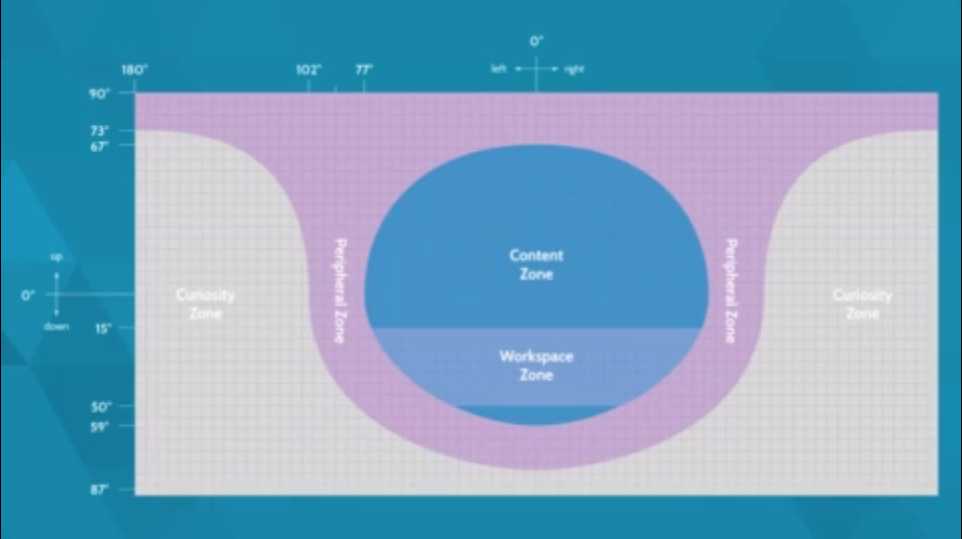 0°
180°
102°
77°
left
right
90°
73°
67°
Peripheral Zone
Peripheral Zone
Content
Zone
up
0°
Curiosity
Zone
Curiosity
Zone
down
15°
Workspace
Zone
50°
59°
87°